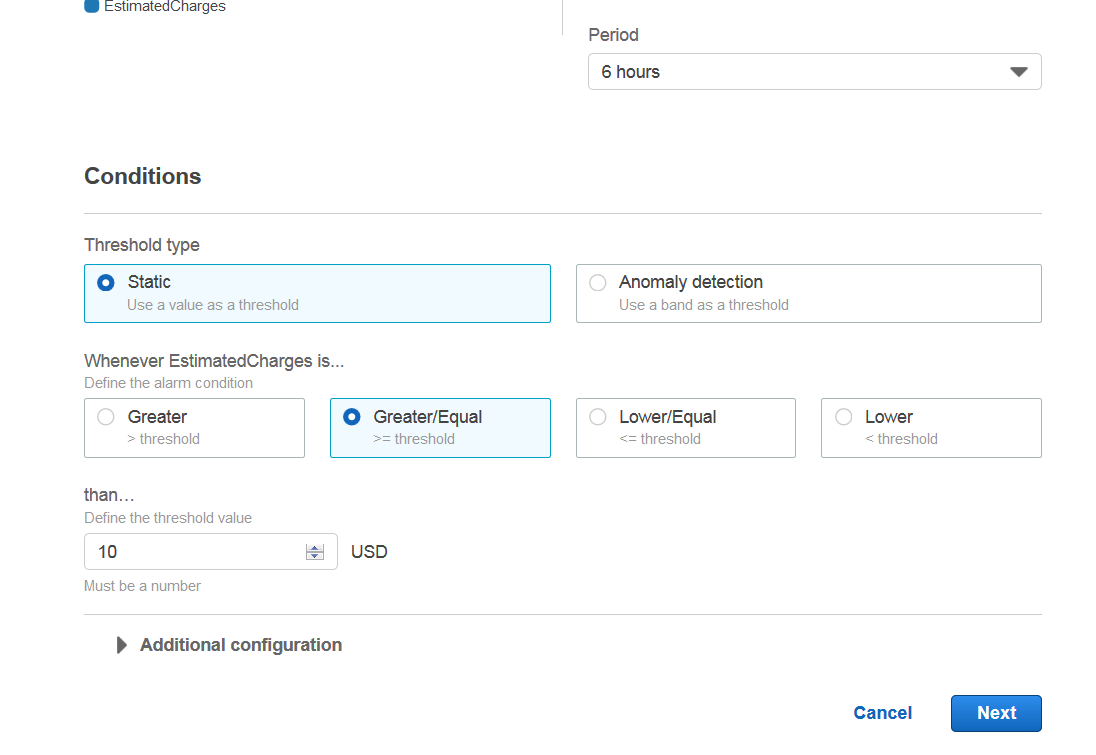 EstimatedCharges
Period
6 hours
Conditions
Threshold type
Static
Use a value as a threshold
Anomaly detection
Use a band as a threshold
Whenever EstimatedCharges is...
Define the alarm condition
Greater
> threshold
Greater/Equal
>= threshold
Lower/Equal
<= threshold
Lower
< threshold
than…
Define the threshold value
10 USD
Must be a number
Additional configuration
Cancel Next